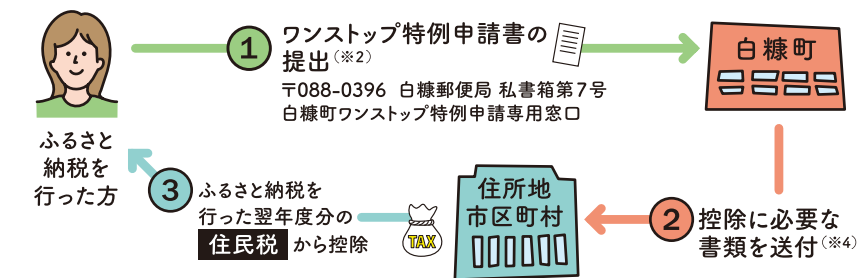 ふるさと
納税を
行った方
1
ワンストップ特例申請書の
提出(※2)
〒088-0396 白糠郵便局 私書箱第7号
白糠町ワンストップ特例申請専用窓口
白糠町
2
控除に必要な
書類を送付(※4)
住所地
市区町村
TAX
3
ふるさと納税を
行った翌年度分の
住民税 から控除